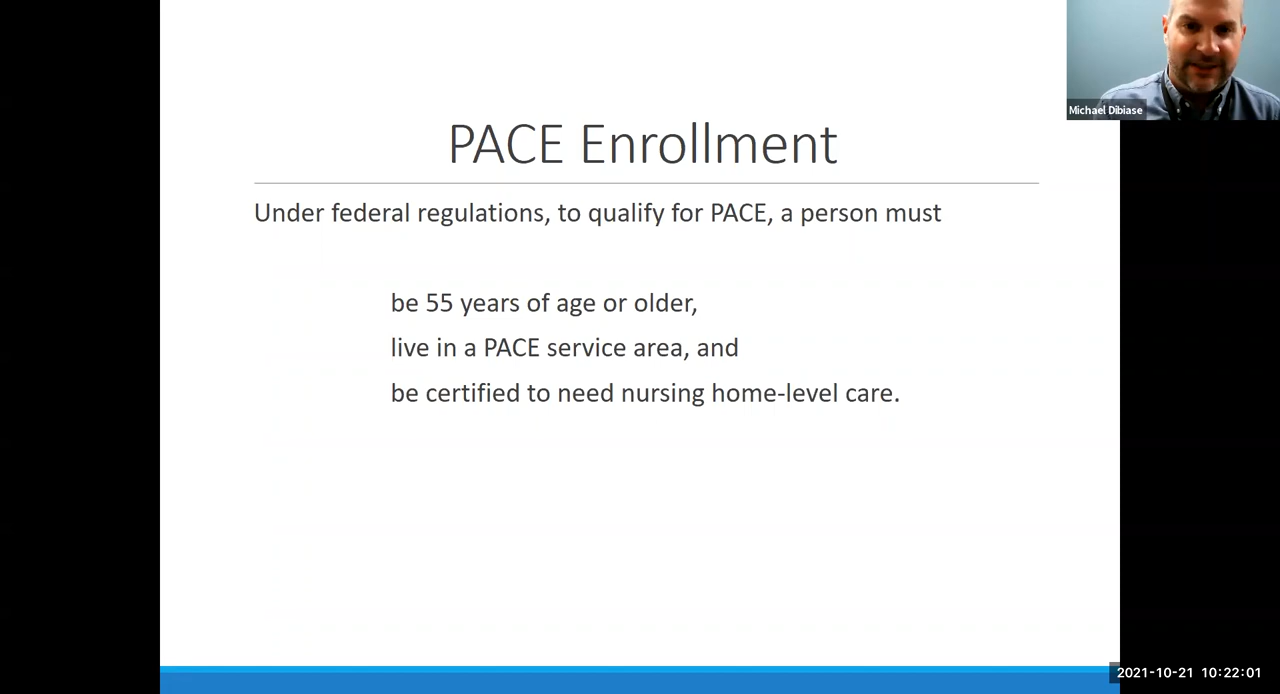 Michael Dibiase
PACE Enrollment
Under federal regulations, to qualify for PACE, a person must
be 55 years of age or older,
live in a PACE service area, and
be certified to need nursing home-level care.
2021-10-21 10:22:01